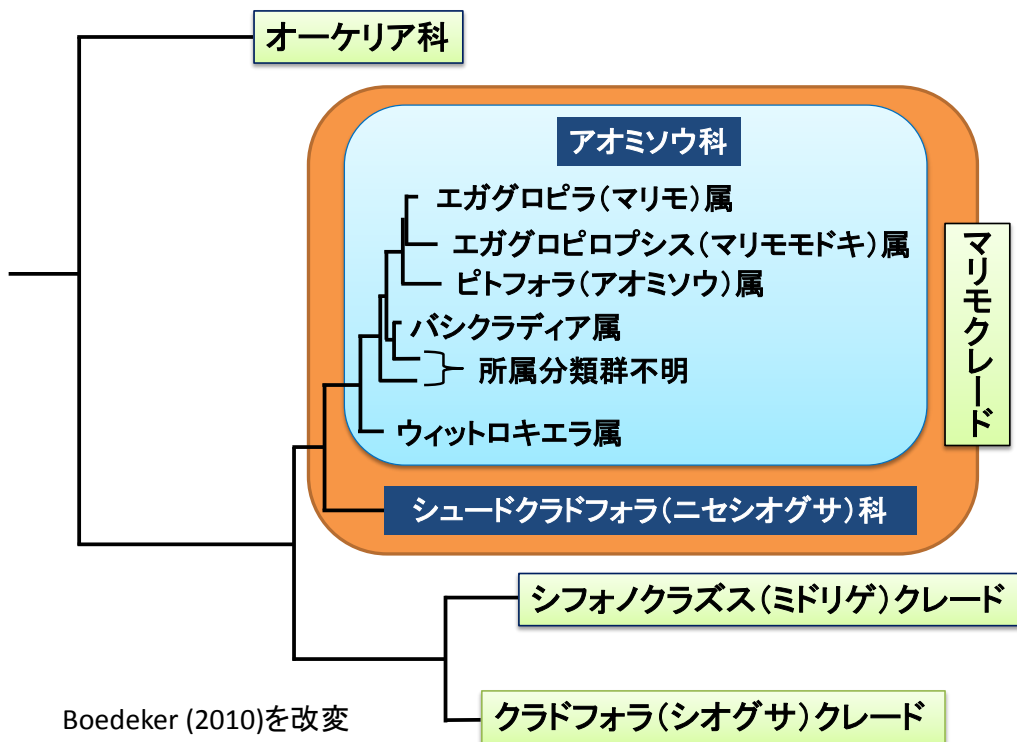 オーケリア科
アオミソウ科
エガグロピラ（マリモ）属
エガグロピロプシス（マリモモドキ）属
ピトフォラ（アオミソウ）属
バシクラディア属
所属分類群不明
ウィットロキエラ属
マリモクレード
シュードクラドフォラ（ニセシオグサ）科
シフォノクラズス（ミドリゲ）クレード
クラドフォラ（シオグサ）クレード
Boedeker (2010)を改変